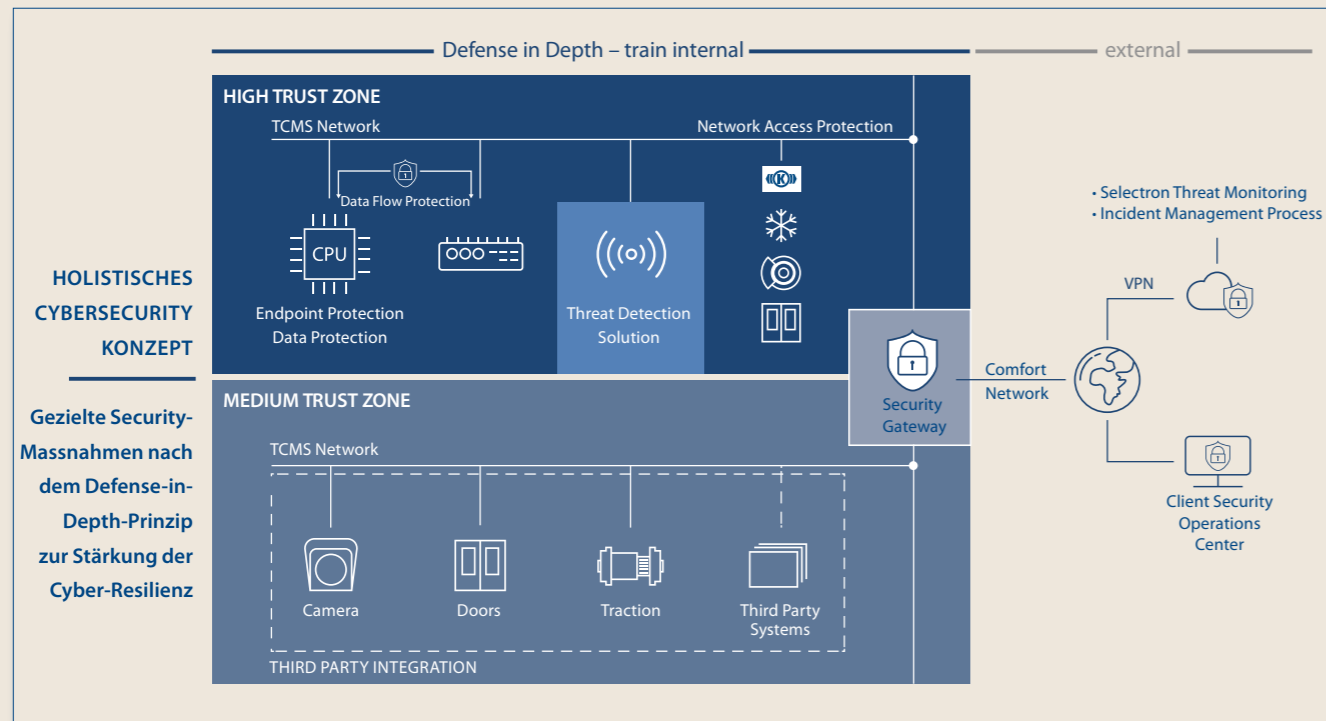 Defense in Depth – train internal
external
HOLISTISCHES
CYBERSECURITY
KONZEPT
Gezielte Security-
Massnahmen nach
dem Defense-in-
Depth-Prinzip
zur Stärkung der
Cyber-Resilienz
HIGH TRUST ZONE
TCMS Network
Network Access Protection
Data Flow Protection
CPU
Endpoint Protection
Data Protection
Threat Detection
Solution
K
Security
Gateway
MEDIUM TRUST ZONE
TCMS Network
Camera
Doors
Traction
Third Party
Systems
THIRD PARTY INTEGRATION
Comfort
Network
• Selectron Threat Monitoring
• Incident Management Process
VPN
Client Security
Operations
Center